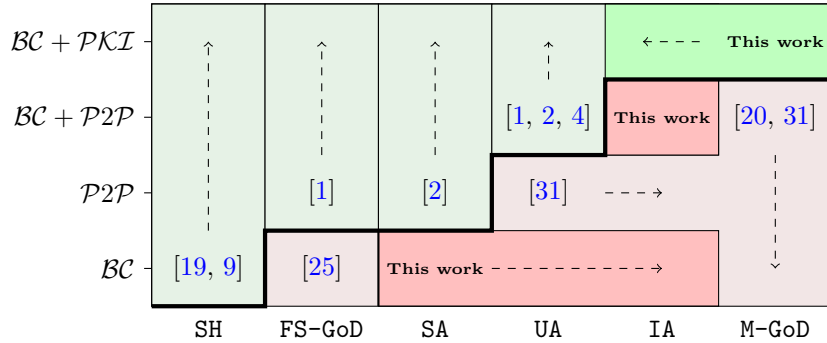 BC + PKI This work
BC + P2P [1, 2, 4] This work [20, 31]
P2P [1] [2] [31]
BC [19, 9] [25] This work
SH FS-GoD SA UA IA M-GoD